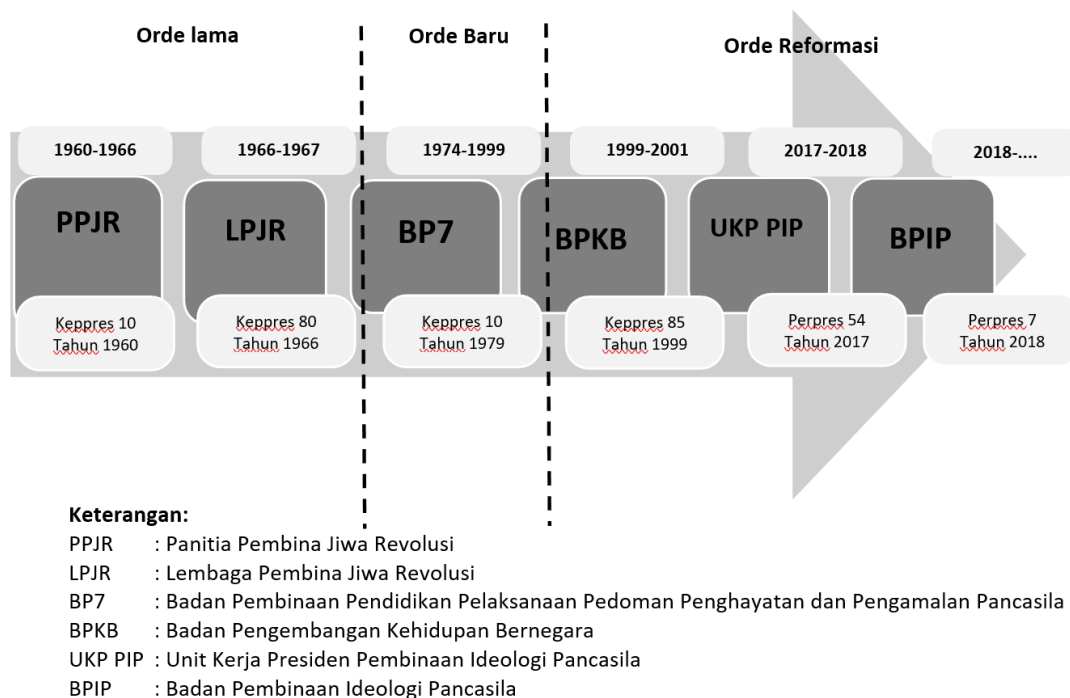 Orde lama
Orde Baru
Orde Reformasi
1960-1966
1966-1967
1974-1999
1999-2001
2017-2018
2018-....
PPJR
LPJR
BP7
BPKB
UKP PIP
BPIP
Keppres 10
Tahun 1960
Keppres 80
Tahun 1966
Keppres 10
Tahun 1979
Keppres 85
Tahun 1999
Perpres 54
Tahun 2017
Perpres 7
Tahun 2018
Keterangan:
PPJR : Panitia Pembina Jiwa Revolusi
LPJR : Lembaga Pembina Jiwa Revolusi
BP7 : Badan Pembinaan Pendidikan Pelaksanaan Pedoman Penghayatan dan Pengamalan Pancasila
BPKB : Badan Pengembangan Kehidupan Bernegara
UKP PIP : Unit Kerja Presiden Pembinaan Ideologi Pancasila
BPIP : Badan Pembinaan Ideologi Pancasila